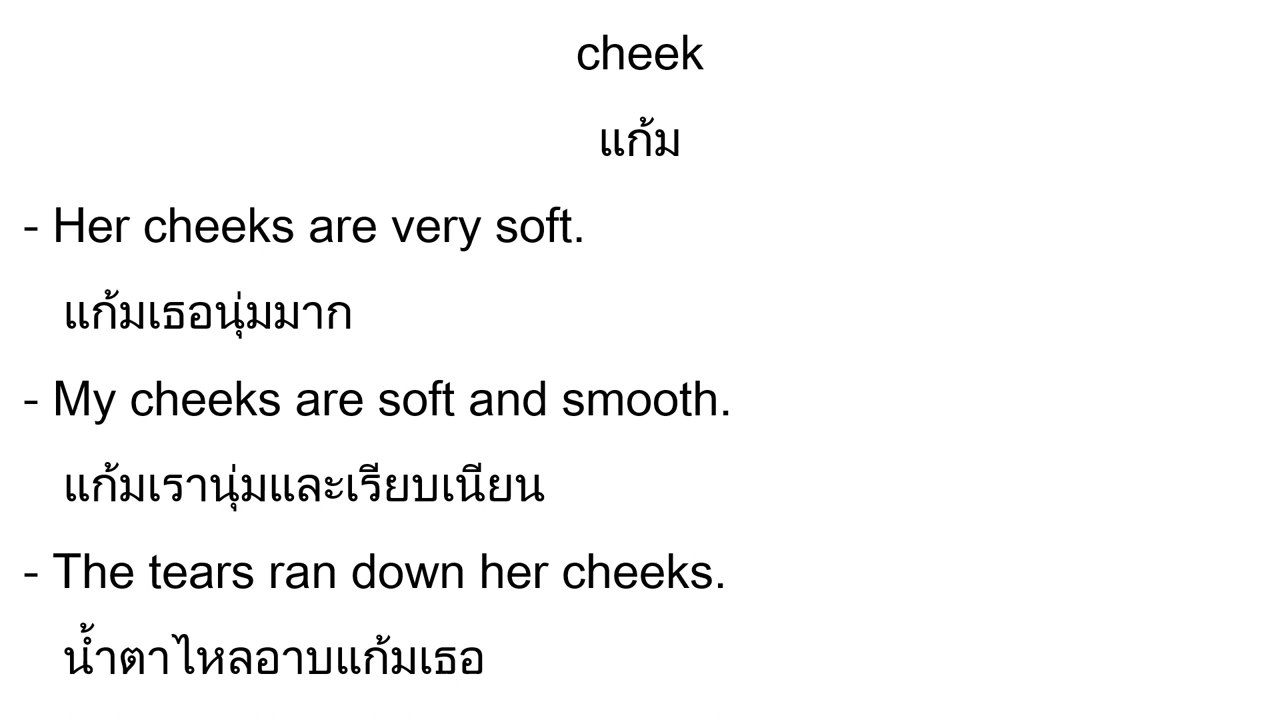 cheek
แก้ม
- Her cheeks are very soft.
แก้มเธอนุ่มมาก
- My cheeks are soft and smooth.
แก้มเรานุ่มและเรียบเนียน
- The tears ran down her cheeks.
น้ำตาไหลอาบแก้มเธอ